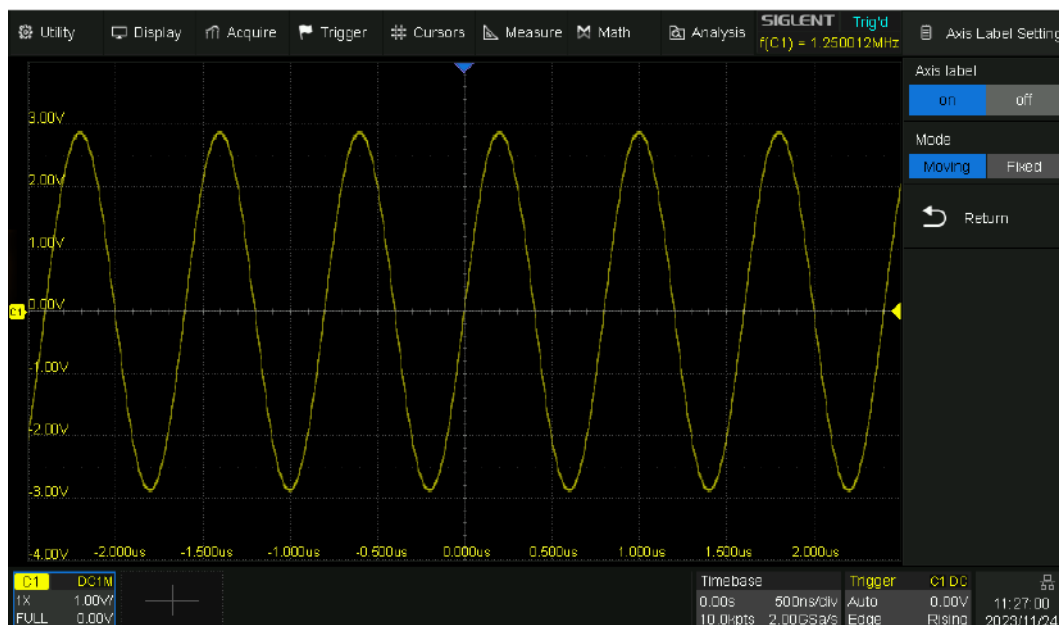 Utility Display Acquire Trigger Cursors Measure Math Analysis
SIGLENT Trig'd
f(C1) = 1.250012MHz
Axis Label Setting
Axis label
on off
Mode
Moving Fixed
Return
3.00V
2.00V
1.00V
0.00V
C1
-1.00V
-2.00V
-3.00V
-4.00V -2.000us -1.500us -1.000us -0.500us 0.000us 0.500us 1.000us 1.500us 2.000us
C1 DC1M
1X 1.00V/
FULL 0.00V
Timebase
0.00s 500ns/div
10.0kpts 2.00GSa/s
Trigger C1 DC
Auto 0.00V
Edge Rising
11:27:00
2023/11/24